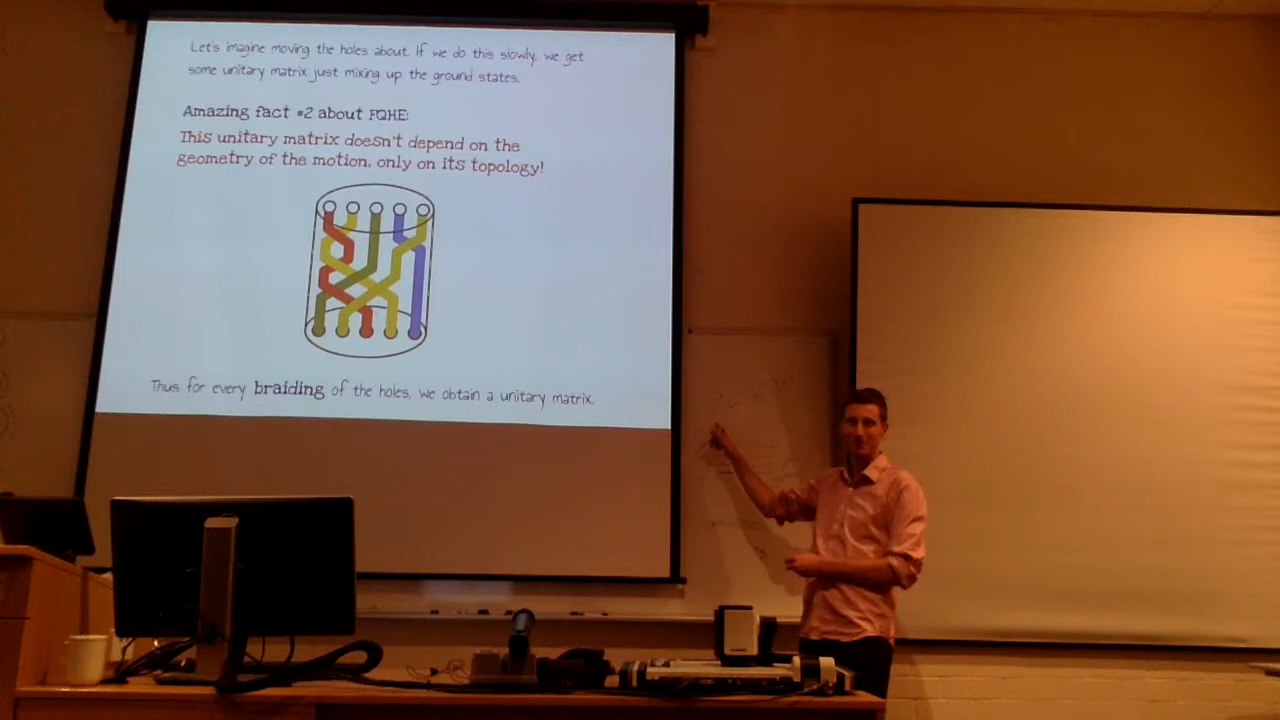 Let's imagine moving the holes about. If we do this slowly, we get
some unitary matrix just mixing up the ground states.
Amazing fact #2 about FQHE:
This unitary matrix doesn't depend on the
geometry of the motion, only on its topology!
Thus for every braiding of the holes, we obtain a unitary matrix.